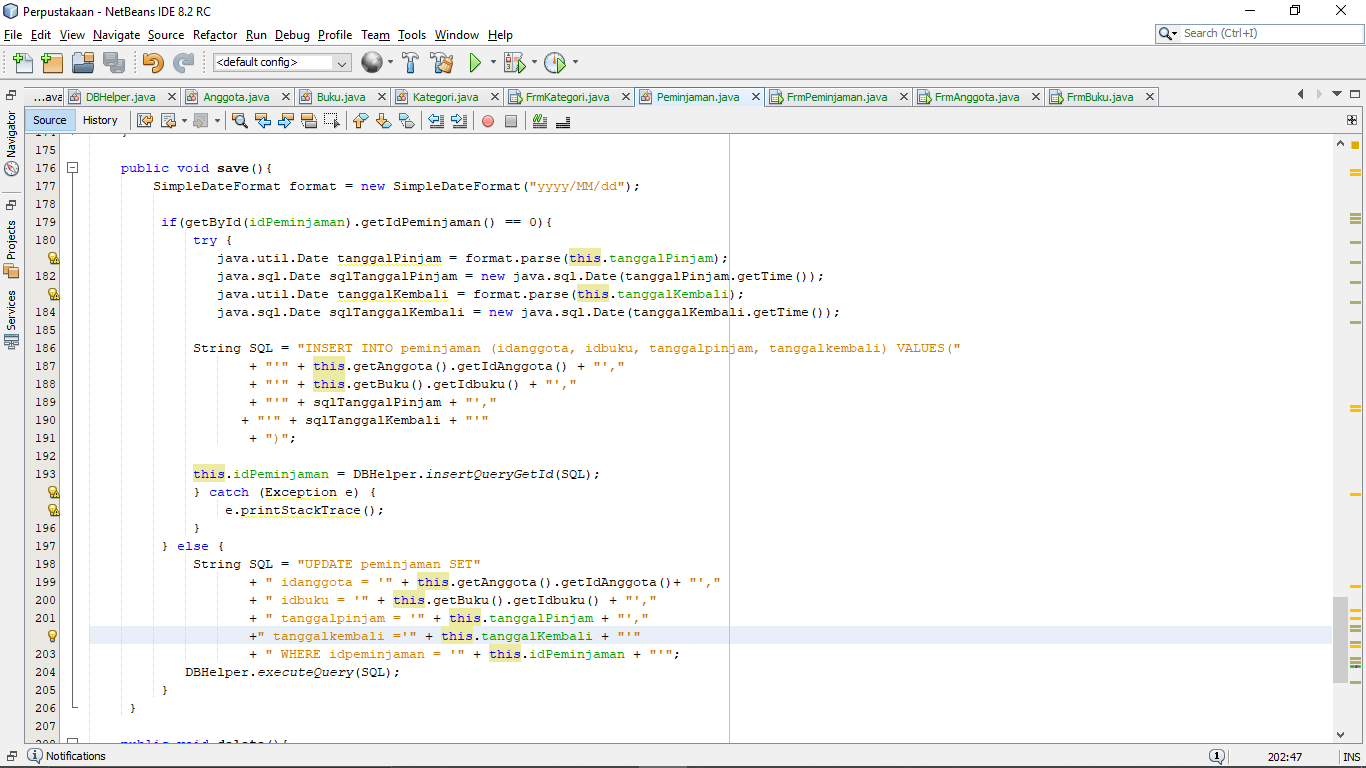 Perpustakaan - NetBeans IDE 8.2 RC
File Edit View Navigate Source Refactor Run Debug Profile Team Tools Window Help
Search (Ctrl+I)
<default config>
...ava DBHelper.java Anggota.java Buku.java Kategori.java FrmKategori.java Peminjaman.java FrmPeminjaman.java FrmAnggota.java FrmBuku.java
Source History
Navigator
Projects
Services
175
176 public void save(){
177 SimpleDateFormat format = new SimpleDateFormat("yyyy/MM/dd");
178
179 if(getById(idPeminjaman).getIdPeminjaman() == 0){
180 try {
java.util.Date tanggalPinjam = format.parse(this.tanggalPinjam);
182 java.sql.Date sqlTanggalPinjam = new java.sql.Date(tanggalPinjam.getTime());
java.util.Date tanggalKembali = format.parse(this.tanggalKembali);
184 java.sql.Date sqlTanggalKembali = new java.sql.Date(tanggalKembali.getTime());
185
186 String SQL = "INSERT INTO peminjaman (idanggota, idbuku, tanggalpinjam, tanggalkembali) VALUES("
187 + "'" + this.getAnggota().getIdAnggota() + "',"
188 + "'" + this.getBuku().getIdbuku() + "',"
189 + "'" + sqlTanggalPinjam + "',"
190 + "'" + sqlTanggalKembali + "'"
191 + ")";
192
193 this.idPeminjaman = DBHelper.insertQueryGetId(SQL);
} catch (Exception e) {
e.printStackTrace();
196 }
197 } else {
198 String SQL = "UPDATE peminjaman SET"
199 + " idanggota = '" + this.getAnggota().getIdAnggota()+ "',"
200 + " idbuku = '" + this.getBuku().getIdbuku() + "',"
201 + " tanggalpinjam = '" + this.tanggalPinjam + "',"
+" tanggalkembali ='" + this.tanggalKembali + "'"
203 + " WHERE idpeminjaman = '" + this.idPeminjaman + "'";
204 DBHelper.executeQuery(SQL);
205 }
206 }
207
Notifications
1
202:47
INS